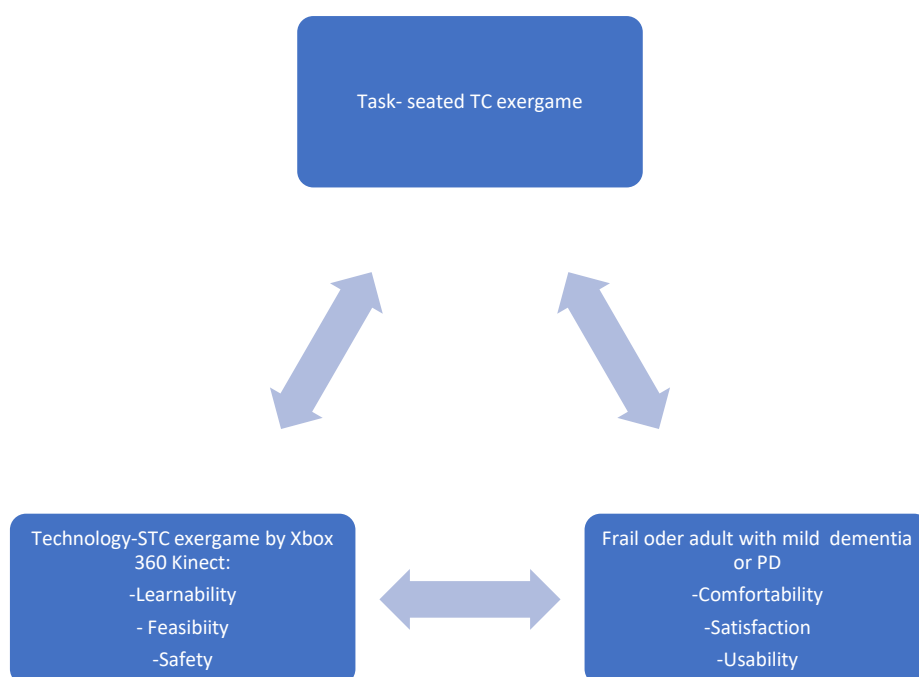 Task- seated TC exergame
Technology-STC exergame by Xbox
360 Kinect:
-Learnability
- Feasibiity
-Safety
Frail oder adult with mild  dementia
or PD
-Comfortability
-Satisfaction
-Usability